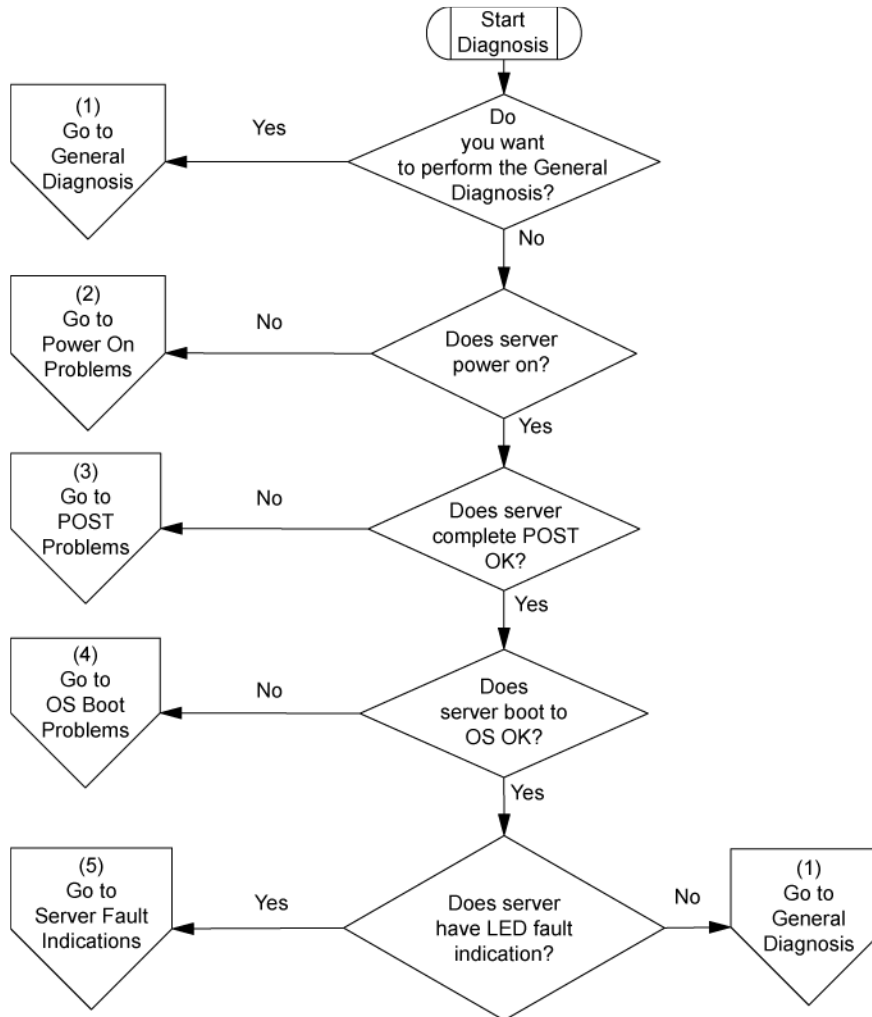 Start
Diagnosis
Do
you want
to perform the General
Diagnosis?
Yes
(1)
Go to
General
Diagnosis
No
Does server
power on?
No
(2)
Go to
Power On
Problems
Yes
Does server
complete POST
OK?
No
(3)
Go to
POST
Problems
Yes
Does
server boot to
OS OK?
No
(4)
Go to
OS Boot
Problems
Yes
Does server
have LED fault
indication?
Yes
(5)
Go to
Server Fault
Indications
No
(1)
Go to
General
Diagnosis